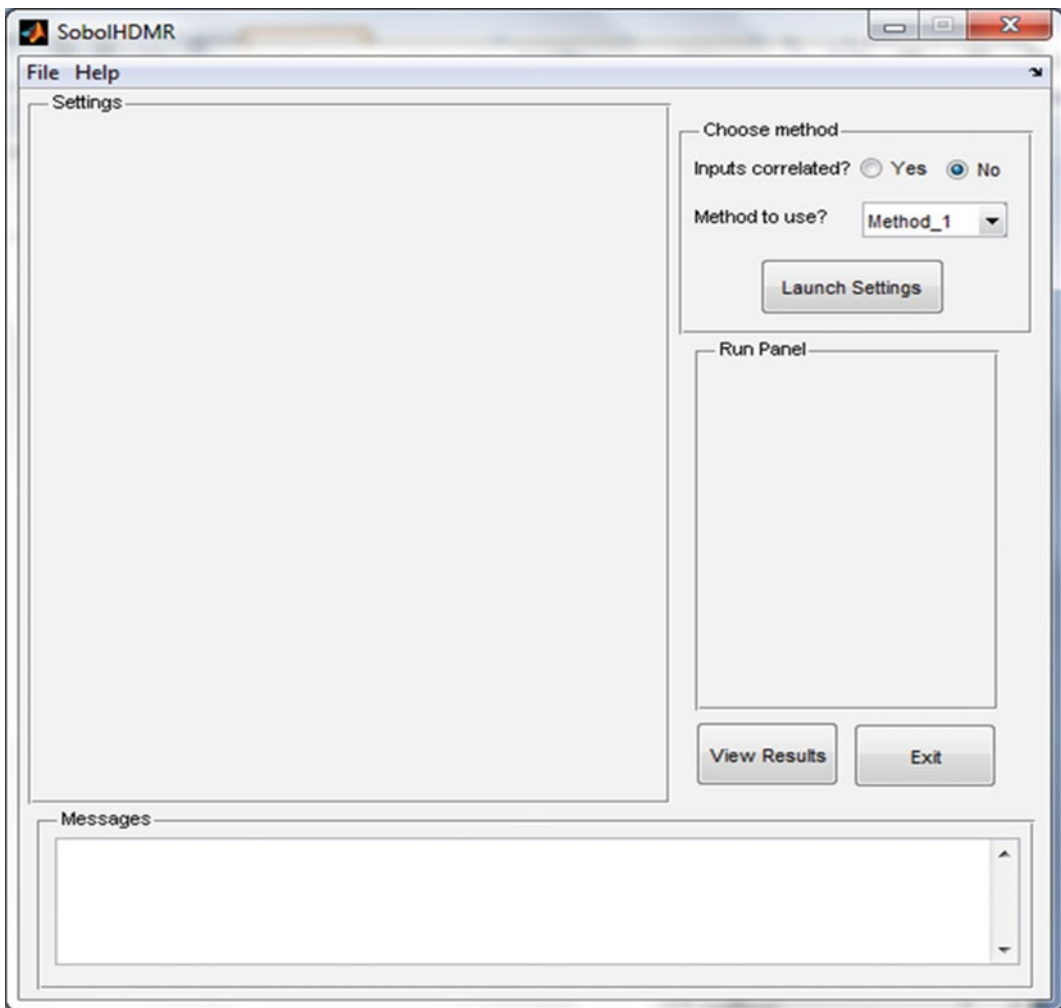 SobolHDMR
File Help
Settings
Choose method
Inputs correlated? Yes No
Method to use? Method_1
Launch Settings
Run Panel
View Results Exit
Messages